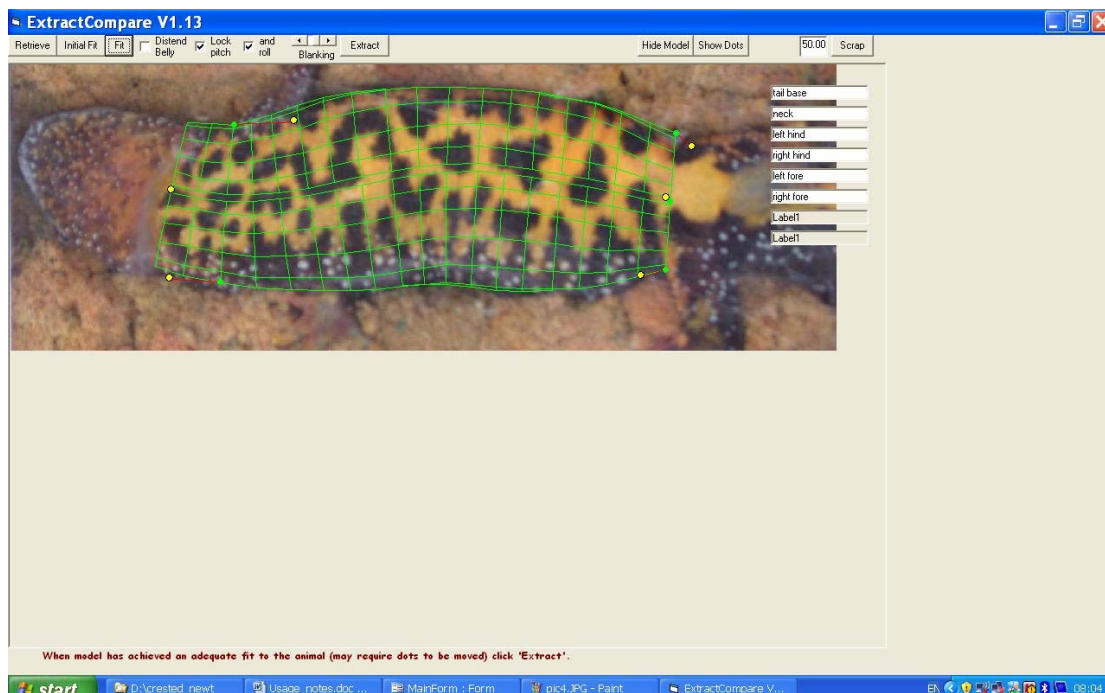 ExtractCompare V1.13
Retrieve Initial Fit Fit Distend Belly Lock pitch and roll Blanking Extract Hide Model Show Dots 50.00 Scrap
tail base
neck
left hind
right hind
left fore
right fore
Label1
Label1
When model has achieved an adequate fit to the animal (may require dots to be moved) click 'Extract'.
start D:\crested_newt Usage_notes.doc ... MainForm : Form pic4.JPG - Paint ExtractCompare V... EN 08:04